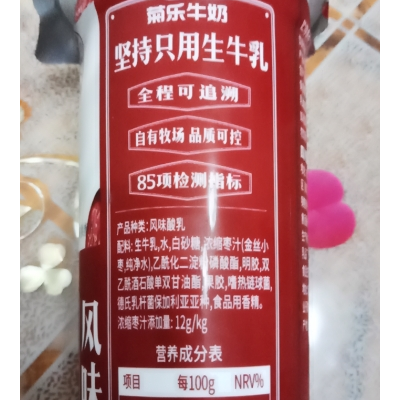 菊乐牛奶
坚持只用生牛乳
全程可追溯
自有牧场 品质可控
85项检测指标
产品种类:风味酸乳
配料:生牛乳,水,白砂糖,浓缩枣汁(金丝小
枣,纯净水),乙酰化二淀粉磷酸酯,明胶,双
乙酰酒石酸单双甘油酯,果胶,嗜热链球菌,
德氏乳杆菌保加利亚亚种,食品用香精。
浓缩枣汁添加量:12g/kg
营养成分表
项目 每100g NRV%
风味